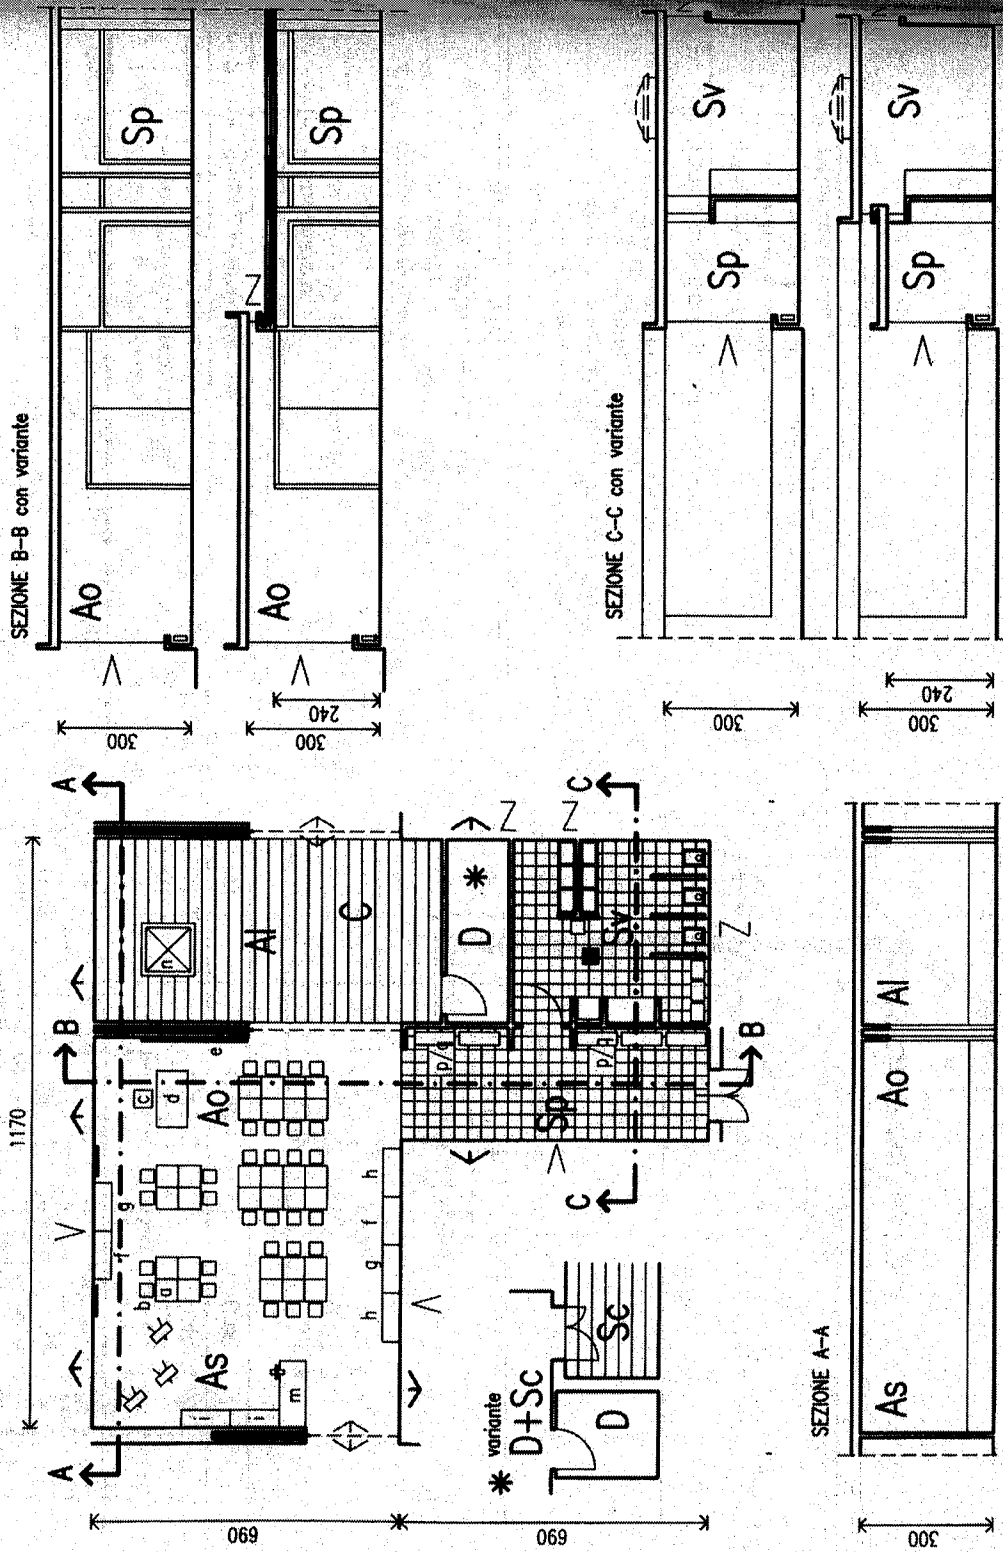 SEZIONE B-B con variante
Ao
Sp
300
Z
Ao
Sp
240
300
SEZIONE C-C con variante
Sp
Sv
300
Z
Sp
Sv
Z
240
300
1170
A
A
B
B
C
C
690
690
n
Al
C
D
*
Z
Z
Sv
Z
e
c
d
Ao
p/q
p/q
Sp
g
f
b
a
h
f
g
h
As
i
i
m
* variante
D+Sc
D
Sc
SEZIONE A-A
As
Ao
Al
300